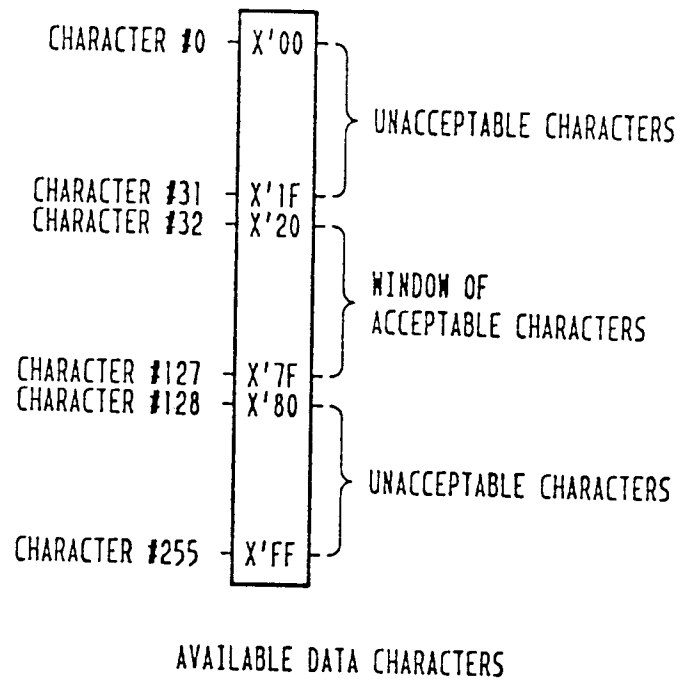 CHARACTER #0 X'00
UNACCEPTABLE CHARACTERS
CHARACTER #31 X'1F
CHARACTER #32 X'20
WINDOW OF
ACCEPTABLE CHARACTERS
CHARACTER #127 X'7F
CHARACTER #128 X'80
UNACCEPTABLE CHARACTERS
CHARACTER #255 X'FF
AVAILABLE DATA CHARACTERS